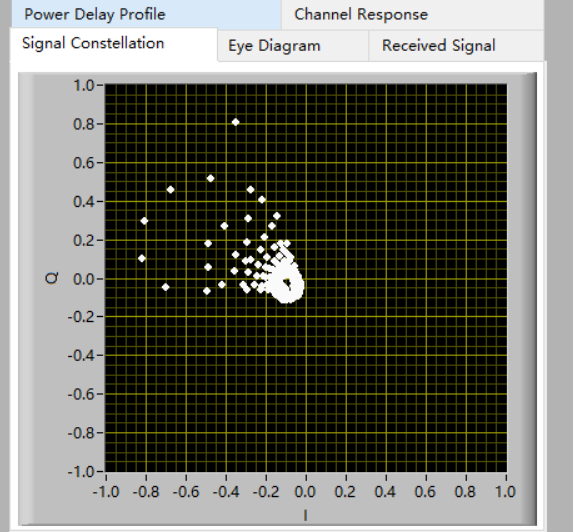 Power Delay Profile Channel Response
Signal Constellation Eye Diagram Received Signal
1.0
0.8
0.6
0.4
0.2
Q
0.0
-0.2
-0.4
-0.6
-0.8
-1.0
-1.0 -0.8 -0.6 -0.4 -0.2 0.0 0.2 0.4 0.6 0.8 1.0
I